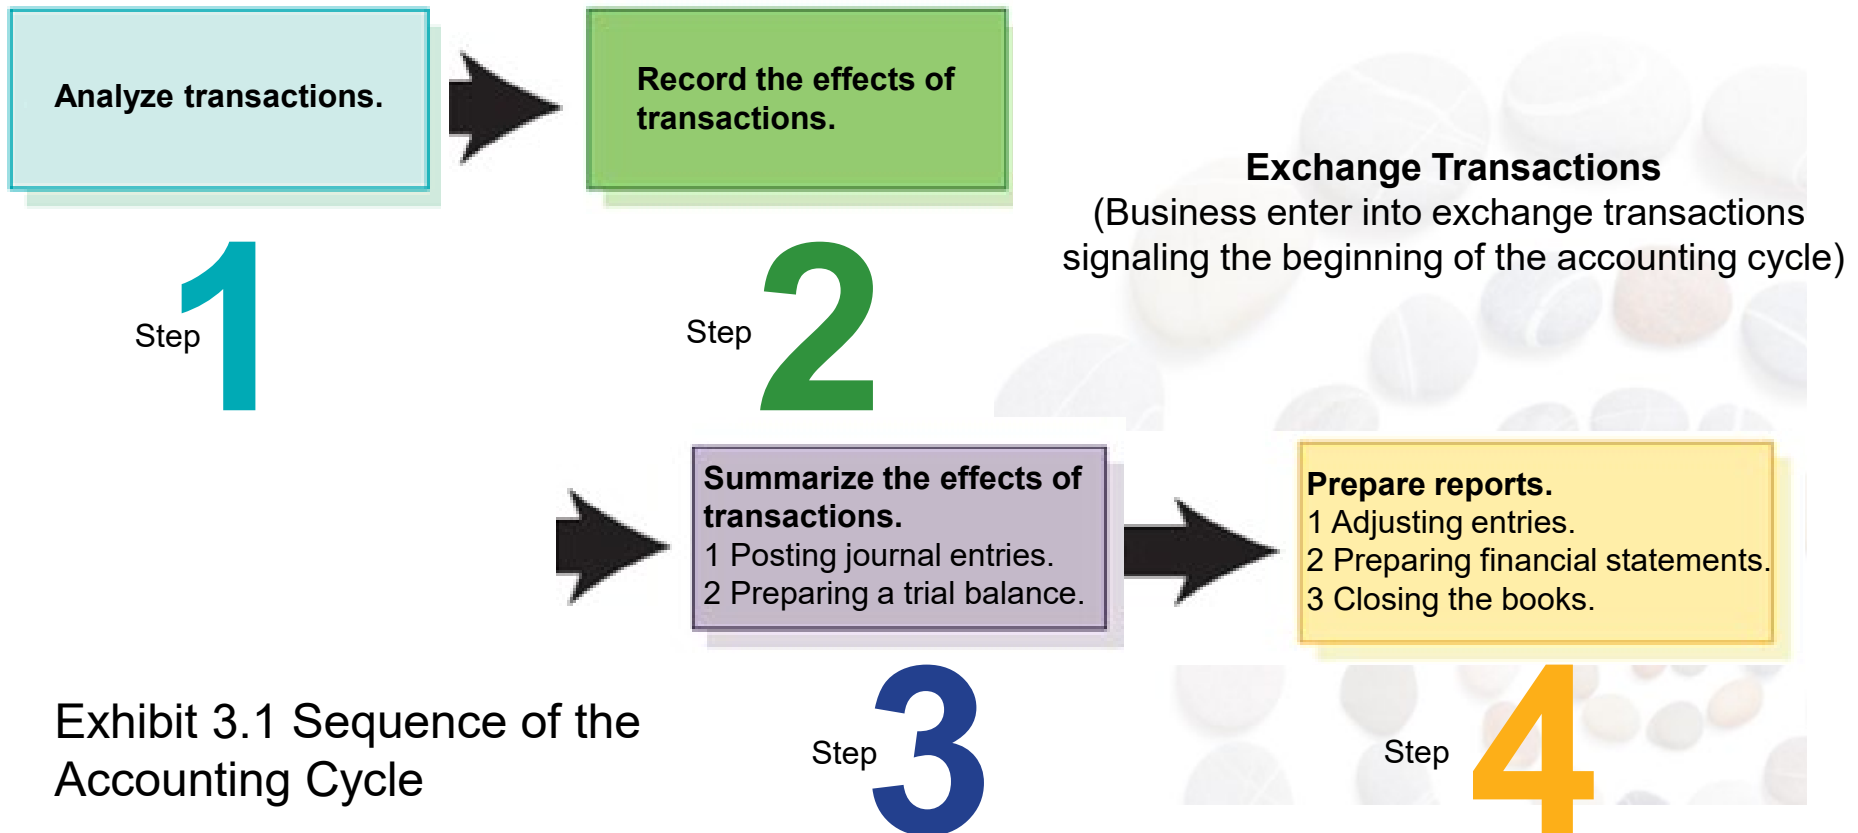 Analyze transactions.
Record the effects of
transactions.
Exchange Transactions
(Business enter into exchange transactions
signaling the beginning of the accounting cycle)
Step 1
Step 2
Summarize the effects of
transactions.
1 Posting journal entries.
2 Preparing a trial balance.
Prepare reports.
1 Adjusting entries.
2 Preparing financial statements.
3 Closing the books.
Step 3
Step 4
Exhibit 3.1 Sequence of the
Accounting Cycle